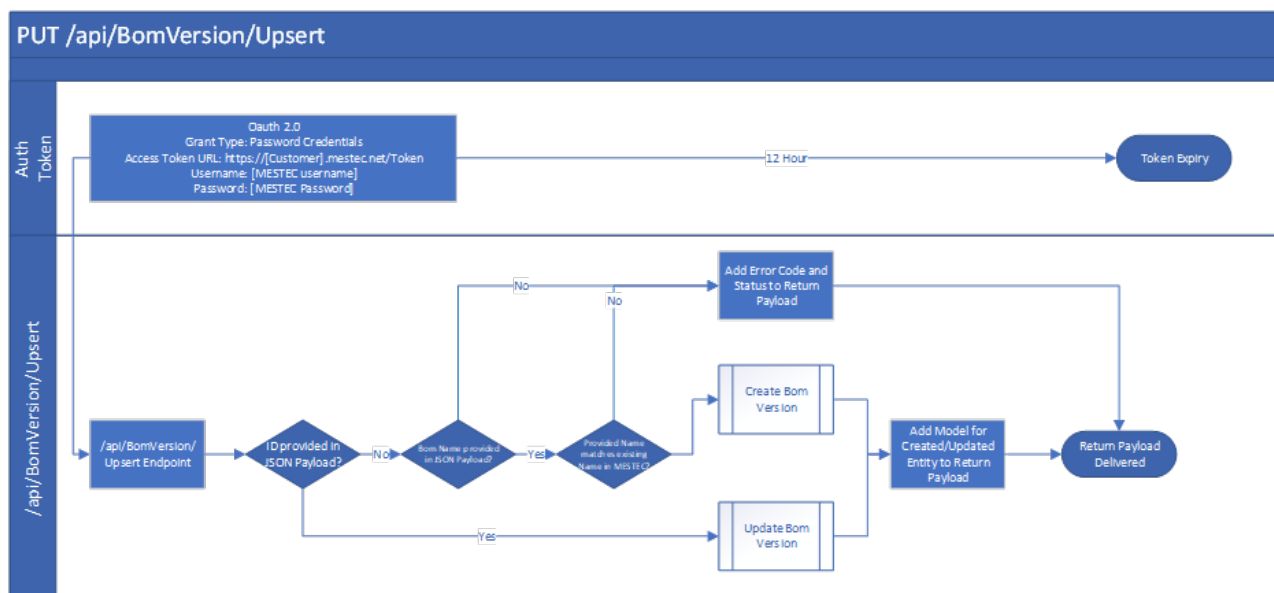 PUT /api/BomVersion/Upsert
Auth
Token
Oauth 2.0
Grant Type: Password Credentials
Access Token URL: https://[Customer].mestec.net/Token
Username: [MESTEC username]
Password: [MESTEC Password]
12 Hour
Token Expiry
/api/BomVersion/Upsert
Add Error Code and
Status to Return
Payload
No
No
Create Bom
Version
/api/BomVersion/
Upsert Endpoint
ID provided in
JSON Payload?
No
Bom Name provided
in JSON Payload?
Yes
Provided Name
matches existing
Name in MESTEC?
Add Model for
Created/Updated
Entity to Return
Payload
Return Payload
Delivered
Yes
Update Bom
Version